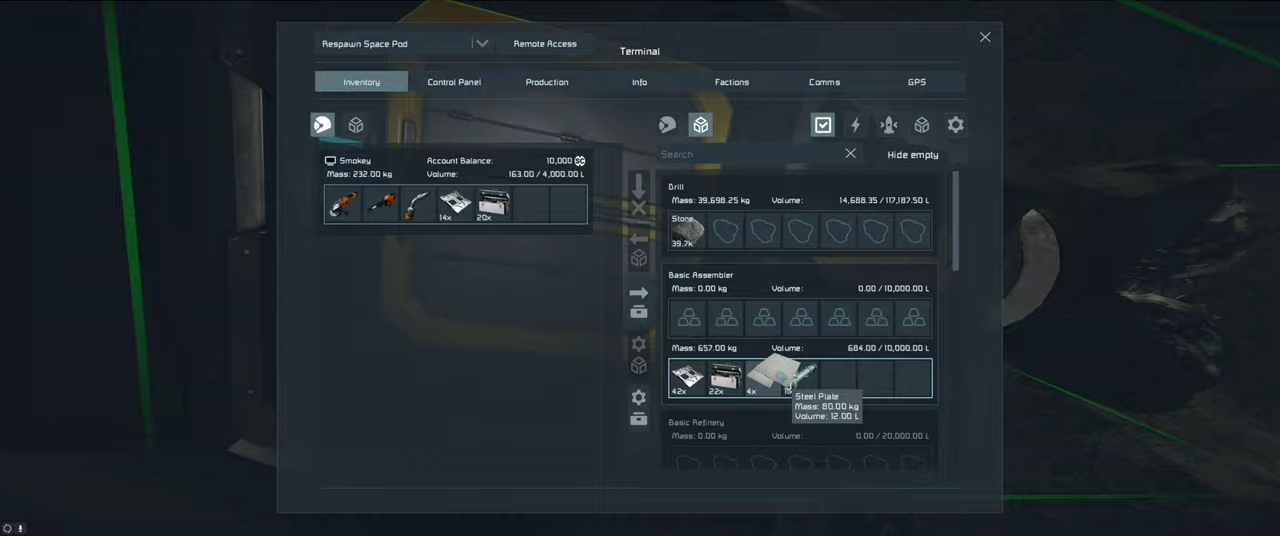 Respawn Space Pod
Remote Access
Terminal
Inventory
Control Panel
Production
Info
Factions
Comms
GPS
Smokey
Account Balance: 10,000
Mass: 232.00 kg
Volume: 163.00 / 4,000.00 L
14x
20x
Search
Hide empty
Drill
Mass: 39,698.25 kg
Volume: 14,688.35 / 117,187.50 L
Stone
39.7k
Basic Assembler
Mass: 0.00 kg
Volume: 0.00 / 10,000.00 L
Mass: 657.00 kg
Volume: 684.00 / 10,000.00 L
42x
22x
4x
Steel Plate
Mass: 80.00 kg
Volume: 12.00 L
Basic Refinery
Mass: 0.00 kg
Volume: 0.00 / 20,000.00 L